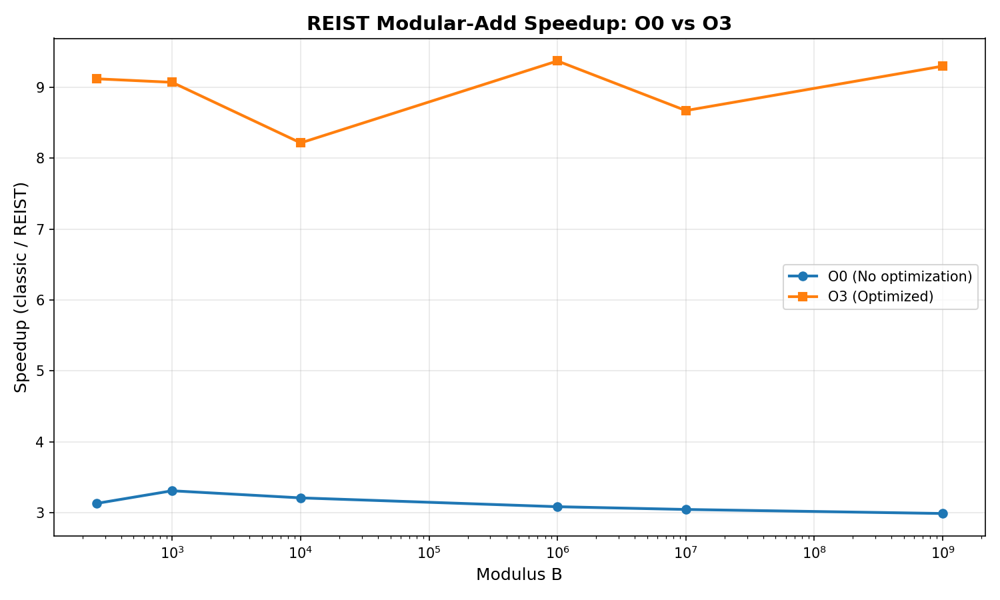 REIST Modular-Add Speedup: O0 vs O3
Speedup (classic / REIST)
9
8
7
6
5
4
3
O0 (No optimization)
O3 (Optimized)
10³
10⁴
10⁵
10⁶
10⁷
10⁸
10⁹
Modulus B